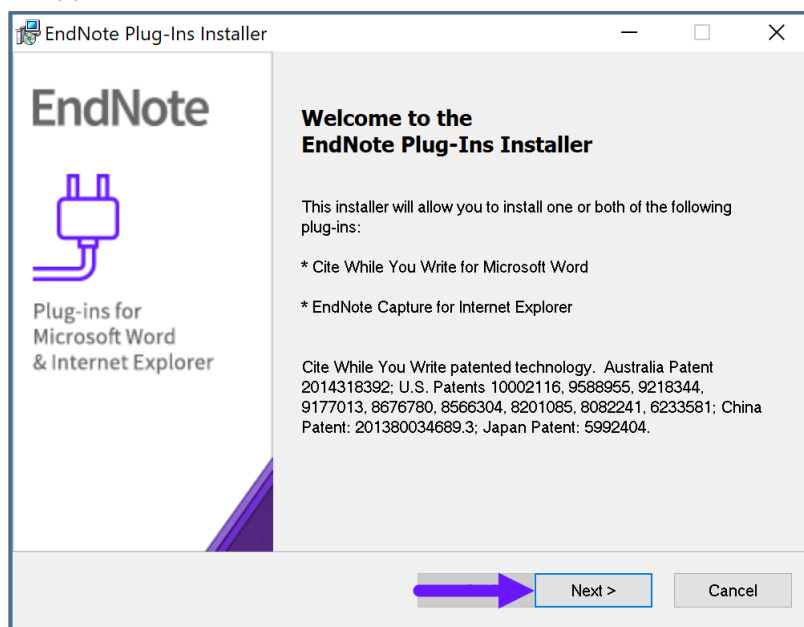 EndNote Plug-Ins Installer
EndNote
Plug-ins for
Microsoft Word
& Internet Explorer
Welcome to the
EndNote Plug-Ins Installer
This installer will allow you to install one or both of the following
plug-ins:
* Cite While You Write for Microsoft Word
* EndNote Capture for Internet Explorer
Cite While You Write patented technology.  Australia Patent
2014318392; U.S. Patents 10002116, 9588955, 9218344,
9177013, 8676780, 8566304, 8201085, 8082241, 6233581; China
Patent: 201380034689.3; Japan Patent: 5992404.
Next >
Cancel